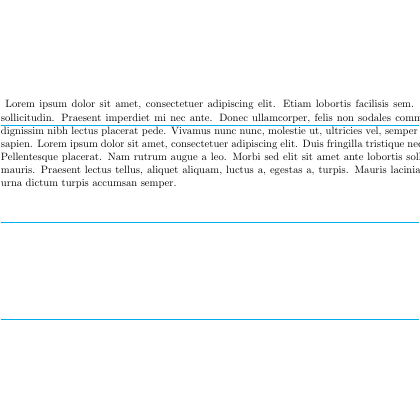 Lorem ipsum dolor sit amet, consectetuer adipiscing elit. Etiam lobortis facilisis sem.
sollicitudin. Praesent imperdiet mi nec ante. Donec ullamcorper, felis non sodales
dignissim nibh lectus placerat pede. Vivamus nunc nunc, molestie ut, ultricies vel, semper
sapien. Lorem ipsum dolor sit amet, consectetuer adipiscing elit. Duis fringilla tristique
Pellentesque placerat. Nam rutrum augue a leo. Morbi sed elit sit amet ante lobortis
mauris. Praesent lectus tellus, aliquet aliquam, luctus a, egestas a, turpis. Mauris lacinia
urna dictum turpis accumsan semper.